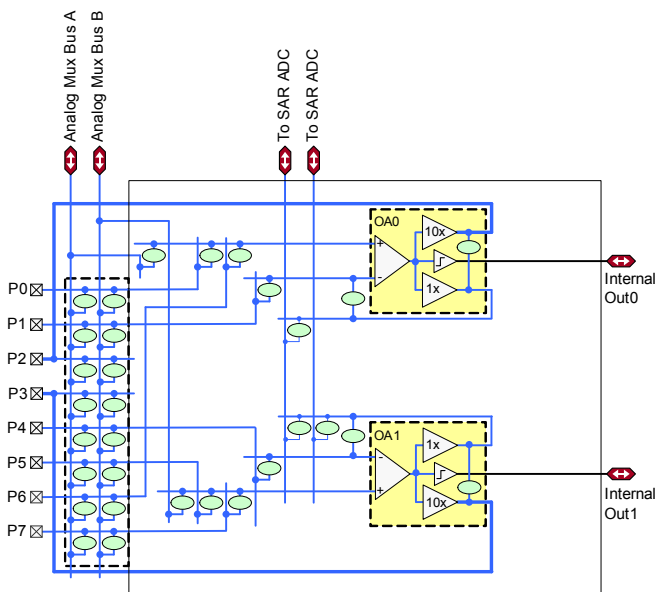 Analog Mux Bus A
Analog Mux Bus B
To SAR ADC
To SAR ADC
OA0
+
10x
-
1x
Internal
Out0
P0
P1
P2
P3
P4
P5
P6
P7
OA1
1x
-
+
10x
Internal
Out1